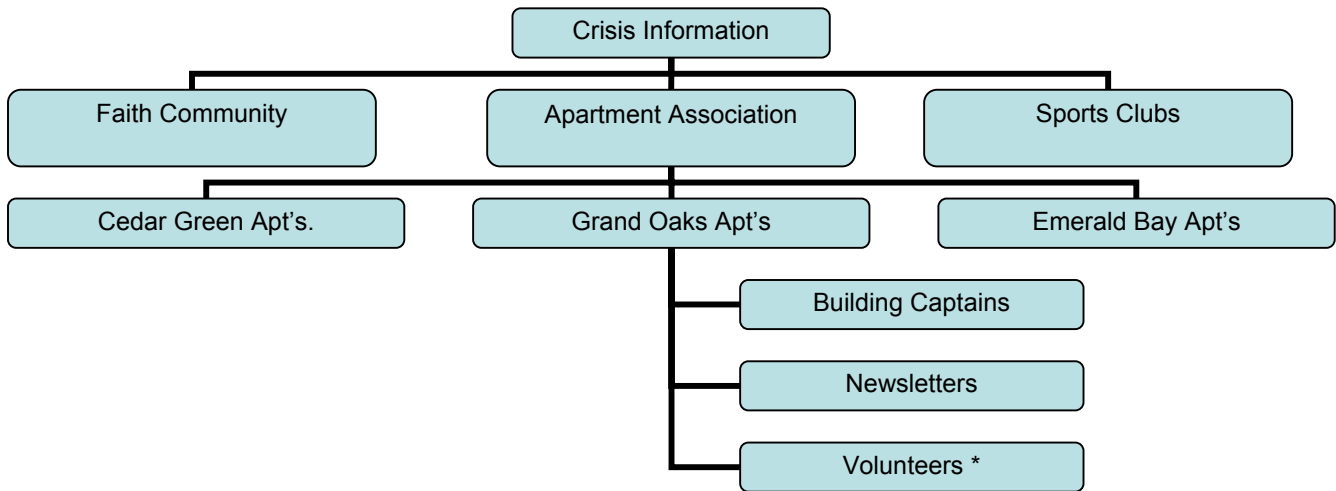 Crisis Information
Faith Community
Apartment Association
Sports Clubs
Cedar Green Apt's.
Grand Oaks Apt's
Emerald Bay Apt's
Building Captains
Newsletters
Volunteers *